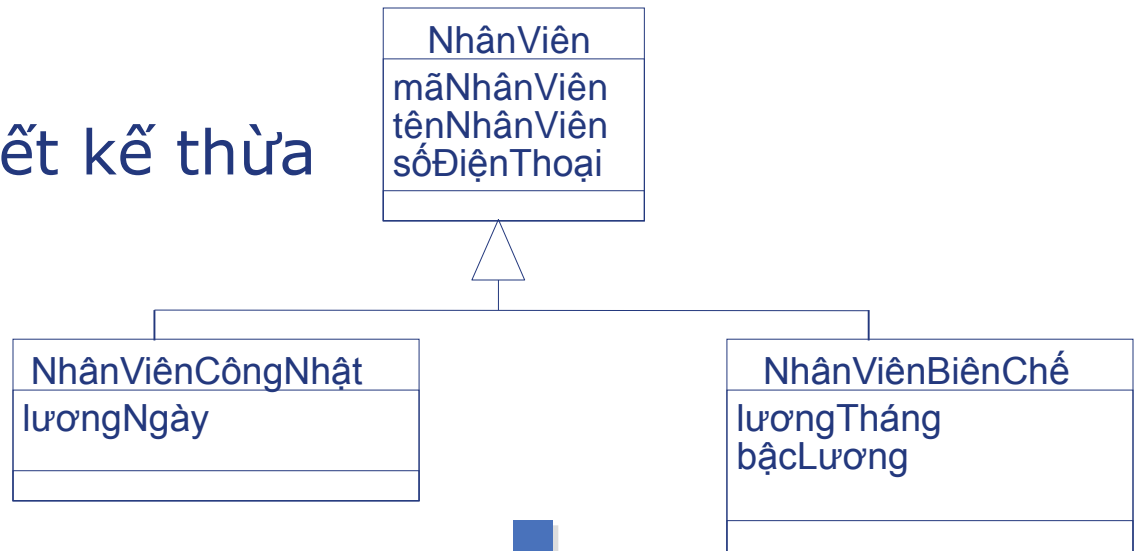 NhânViên
mãNhânViên
tênNhânViên
sốĐiệnThoại
ết kế thừa
NhânViênCôngNhật
lươngNgày
NhânViênBiênChế
lươngTháng
bậcLương